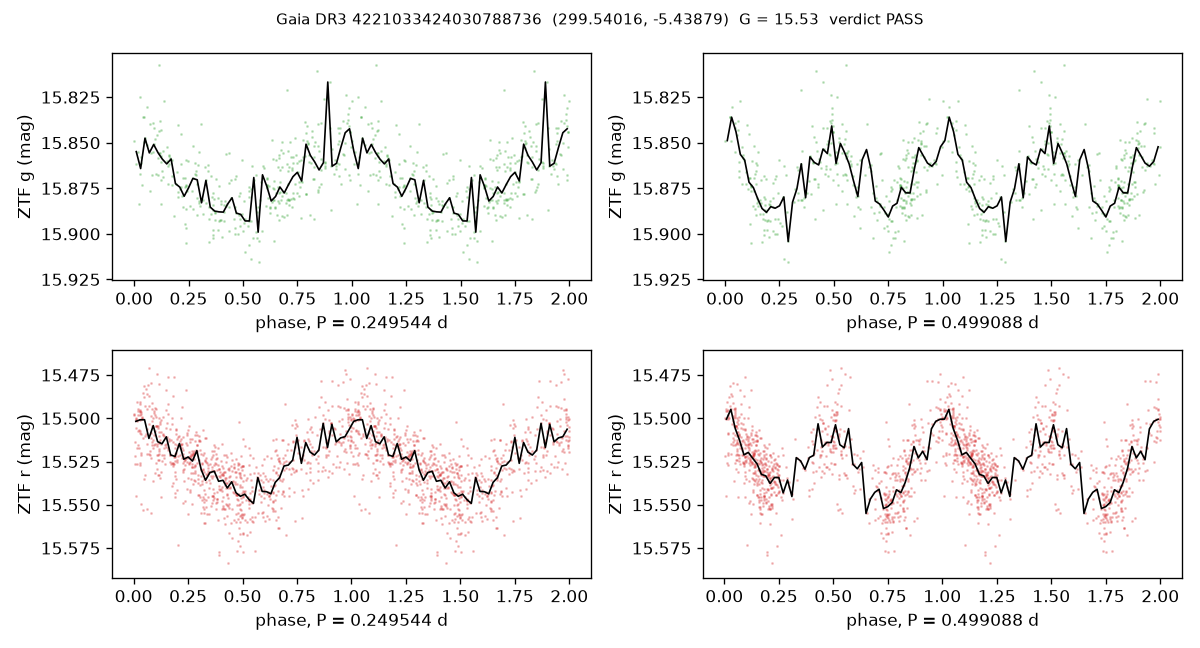 Gaia DR3 4221033424030788736 (299.54016, -5.43879) G = 15.53 verdict PASS
ZTF g (mag)
15.825
15.850
15.875
15.900
15.925
0.00 0.25 0.50 0.75 1.00 1.25 1.50 1.75 2.00
phase, P = 0.249544 d
ZTF g (mag)
15.825
15.850
15.875
15.900
15.925
0.00 0.25 0.50 0.75 1.00 1.25 1.50 1.75 2.00
phase, P = 0.499088 d
ZTF r (mag)
15.475
15.500
15.525
15.550
15.575
0.00 0.25 0.50 0.75 1.00 1.25 1.50 1.75 2.00
phase, P = 0.249544 d
ZTF r (mag)
15.475
15.500
15.525
15.550
15.575
0.00 0.25 0.50 0.75 1.00 1.25 1.50 1.75 2.00
phase, P = 0.499088 d